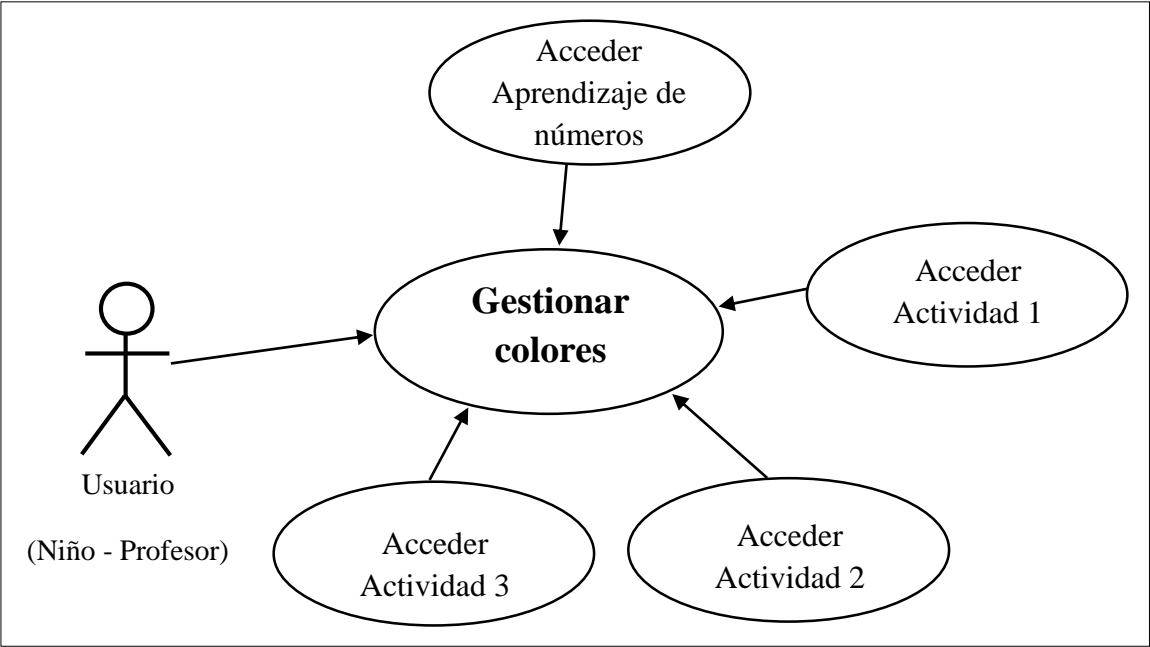 Acceder
Aprendizaje de
números
Acceder
Actividad 1
Gestionar
colores
Usuario
(Niño - Profesor)
Acceder
Actividad 3
Acceder
Actividad 2